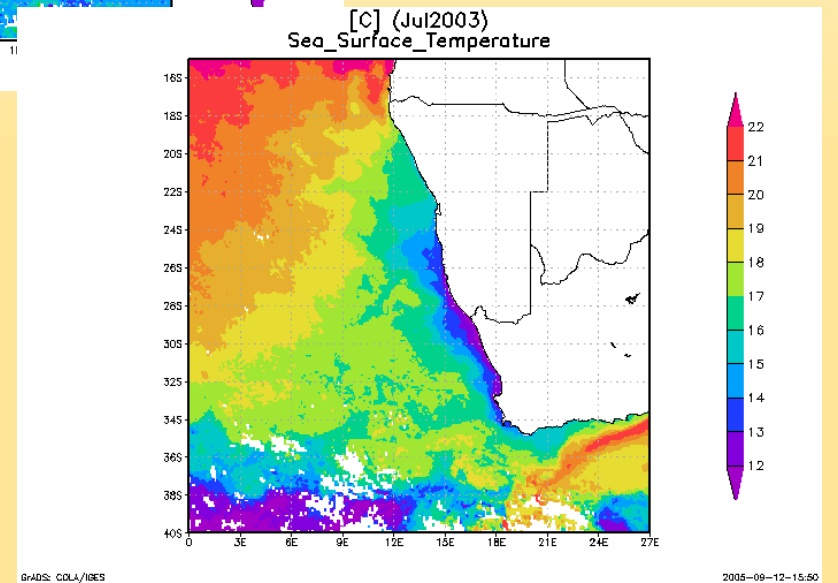 [C] (Jul2003)
Sea_Surface_Temperature
16S
18S
20S
22S
24S
26S
28S
30S
32S
34S
36S
38S
40S
0 3E 6E 9E 12E 15E 18E 21E 24E 27E
22
21
20
19
18
17
16
15
14
13
12
GrADS: COLA/IGES
2005-09-12-15:50